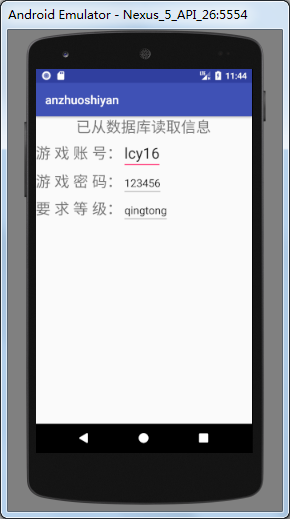 Android Emulator - Nexus_5_API_26:5554
11:44
anzhuoshiyan
已从数据库读取信息
游 戏 账 号： lcy16
游 戏 密 码： 123456
要 求 等 级： qingtong